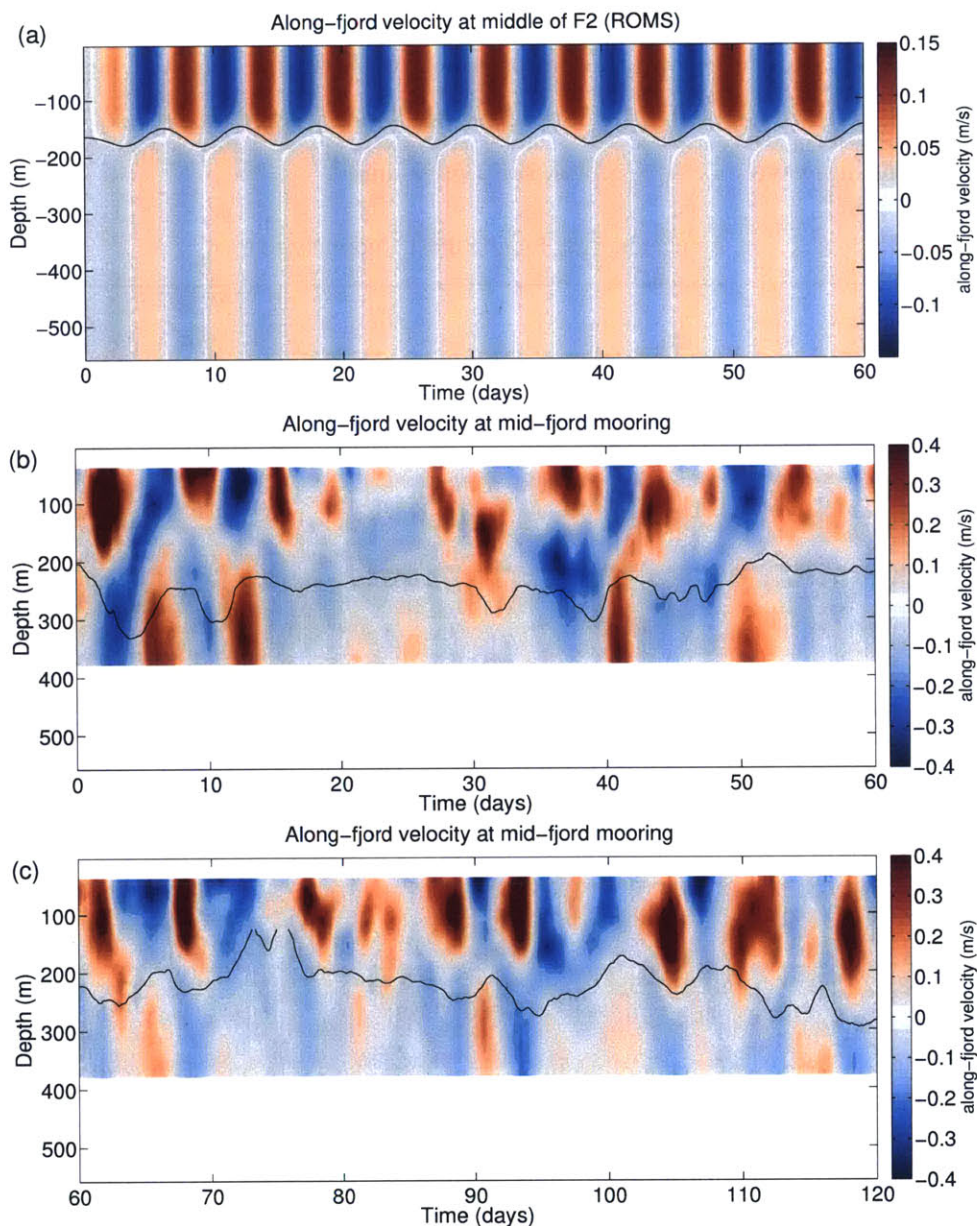 (a)
Along-fjord velocity at middle of F2 (ROMS)
-100
-200
-300
-400
-500
Depth (m)
0 10 20 30 40 50 60
Time (days)
0.15
0.1
0.05
0
-0.05
-0.1
along-fjord velocity (m/s)
Along-fjord velocity at mid-fjord mooring
(b)
100
200
300
400
500
Depth (m)
0 10 20 30 40 50 60
Time (days)
0.4
0.3
0.2
0.1
0
-0.1
-0.2
-0.3
-0.4
along-fjord velocity (m/s)
Along-fjord velocity at mid-fjord mooring
(c)
100
200
300
400
500
Depth (m)
60 70 80 90 100 110 120
Time (days)
0.4
0.3
0.2
0.1
0
-0.1
-0.2
-0.3
-0.4
along-fjord velocity (m/s)